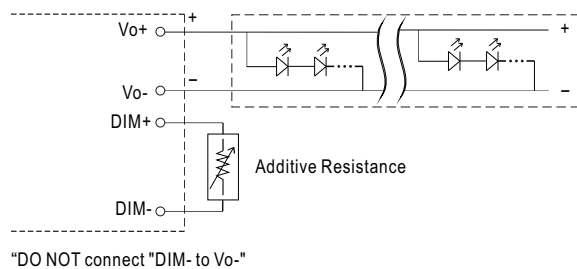 Vo+
+
+
Vo-
−
−
DIM+
Additive Resistance
DIM-
“DO NOT connect "DIM- to Vo-"